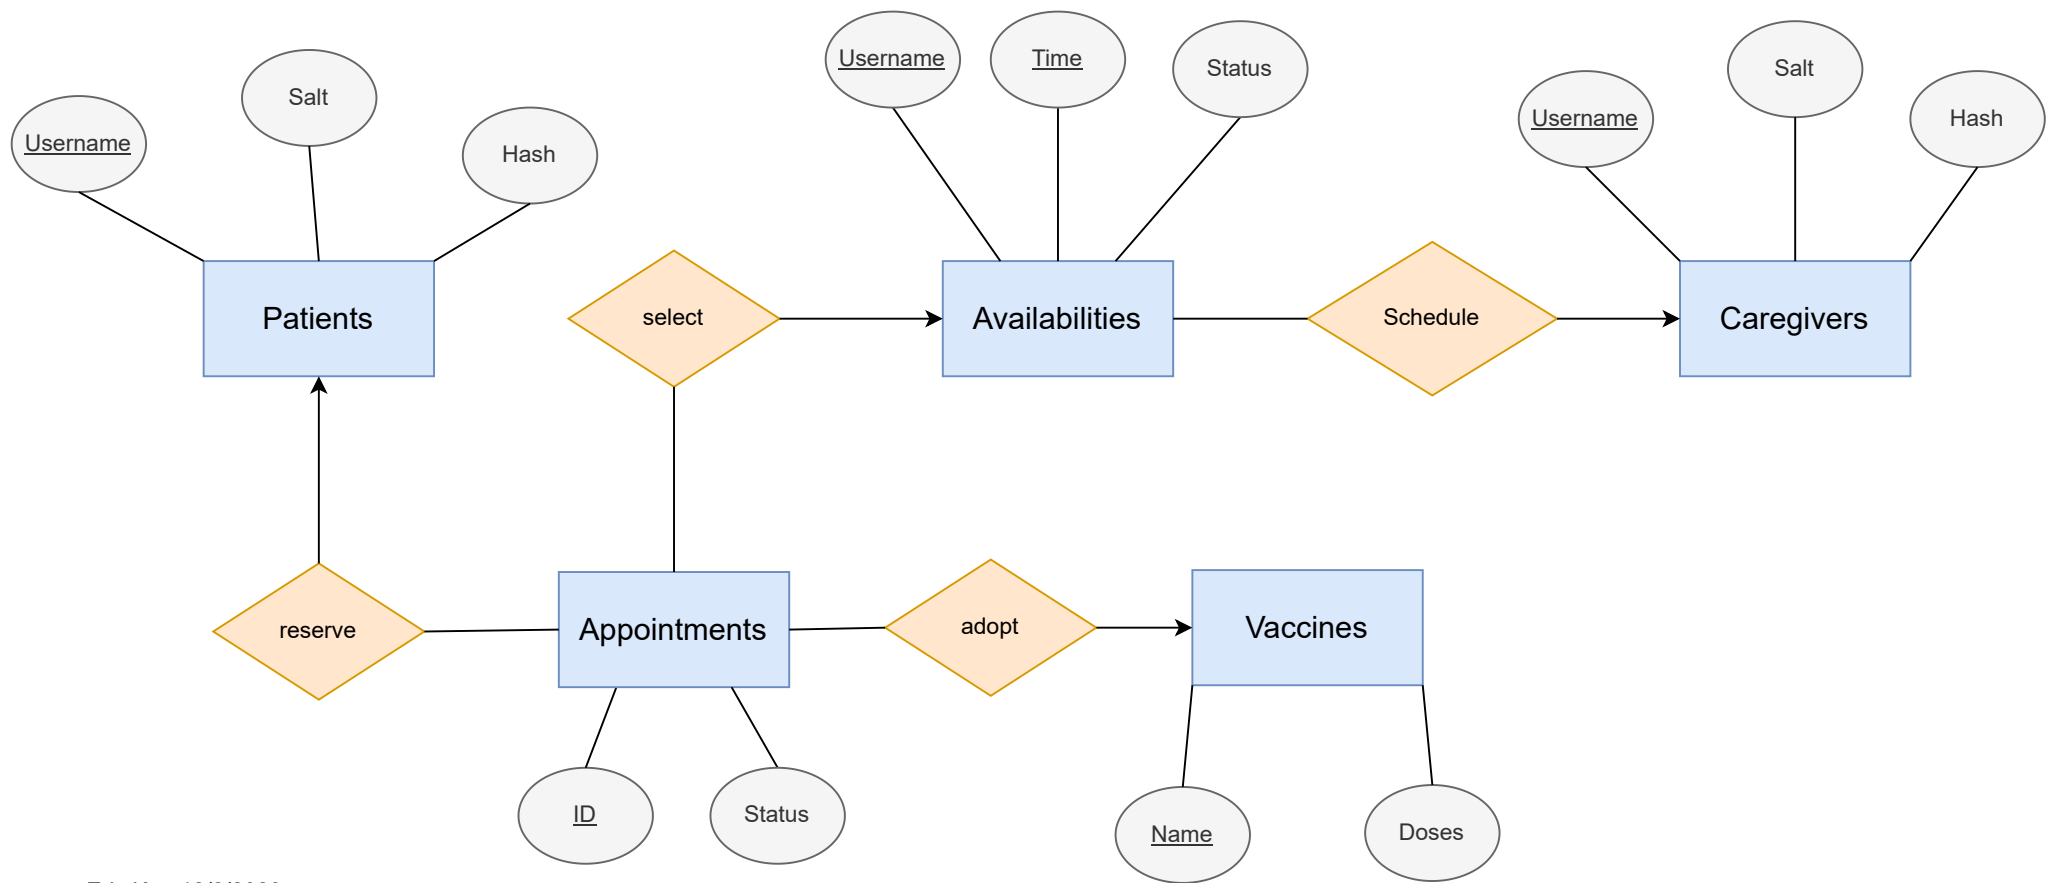 Username
Time
Status
Username
Salt
Hash
Salt
Username
Hash
Patients
select
Availabilities
Schedule
Caregivers
reserve
Appointments
adopt
Vaccines
ID
Status
Name
Doses